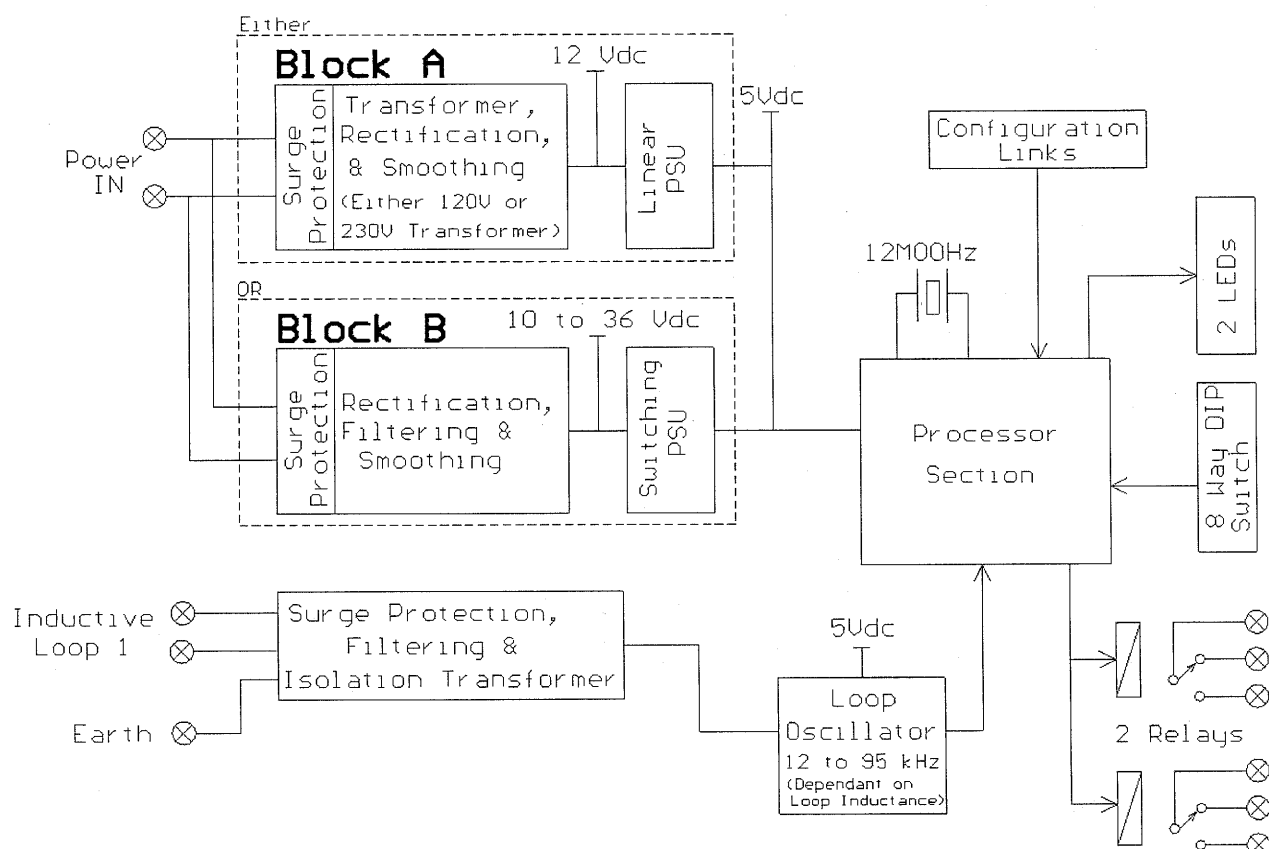 Either
Block A
12 Vdc
5Vdc
Surge
Protection
Transformer,
Rectification,
& Smoothing
(Either 120V or
230V Transformer)
Linear
PSU
Power
IN
Configuration
Links
12M00Hz
2 LEDs
OR
Block B
10 to 36 Vdc
Surge
Protection
Rectification,
Filtering &
Smoothing
Switching
PSU
Processor
Section
8 Way DIP
Switch
Inductive
Loop 1
Earth
Surge Protection,
Filtering &
Isolation Transformer
5Vdc
Loop
Oscillator
12 to 95 kHz
(Dependant on
Loop Inductance)
2 Relays